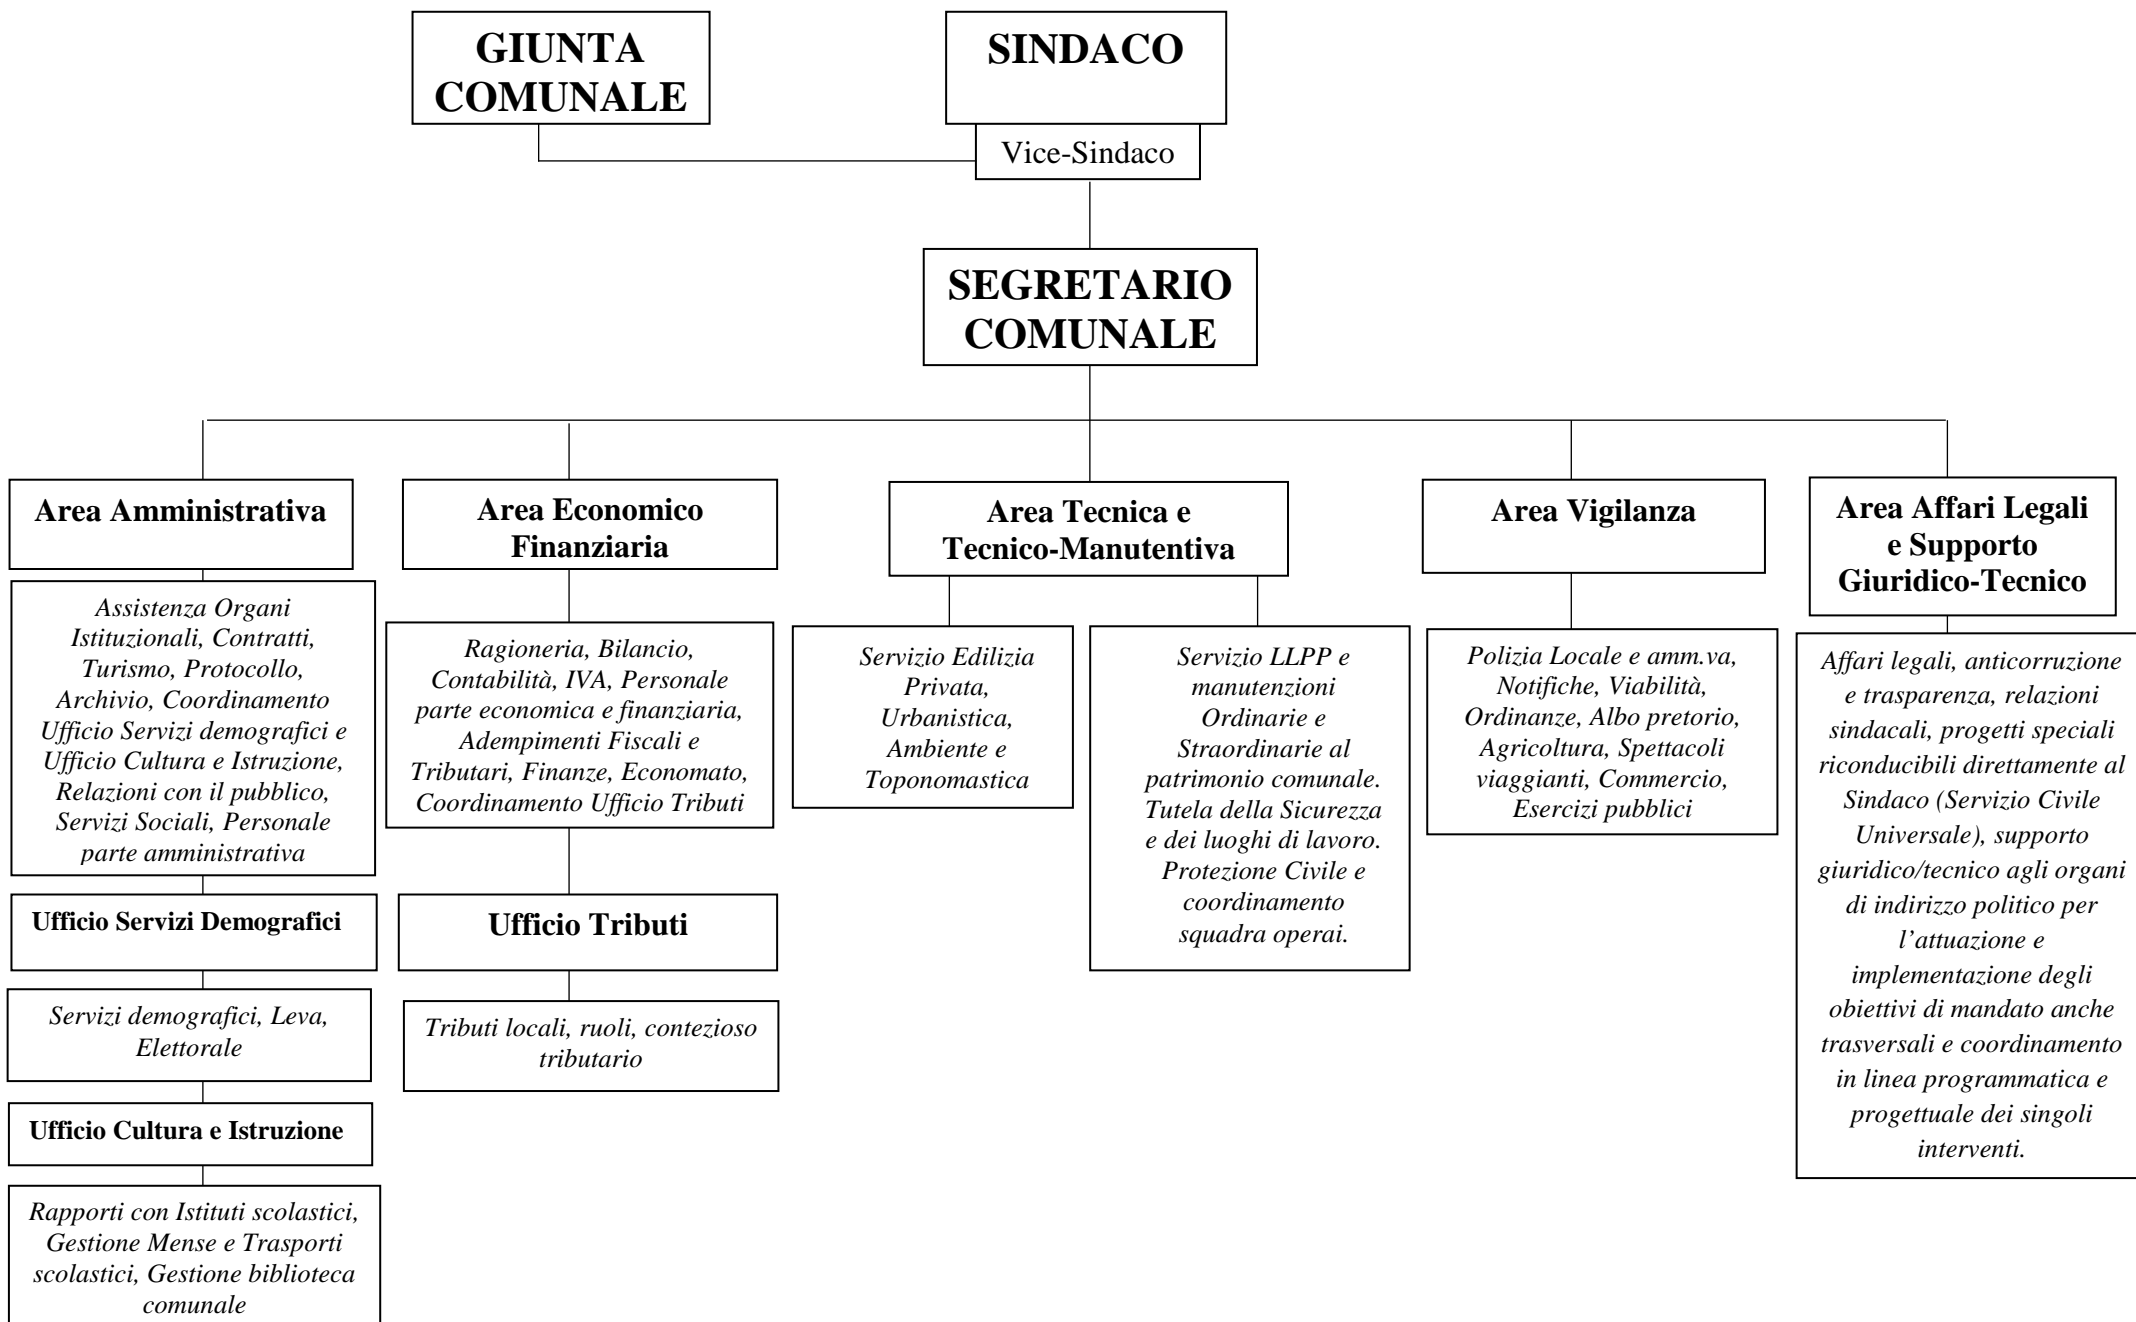 GIUNTA
COMUNALE
SINDACO
Vice-Sindaco
SEGRETARIO
COMUNALE
Area Amministrativa
Assistenza Organi
Istituzionali, Contratti,
Turismo, Protocollo,
Archivio, Coordinamento
Ufficio Servizi demografici e
Ufficio Cultura e Istruzione,
Relazioni con il pubblico,
Servizi Sociali, Personale
parte amministrativa
Ufficio Servizi Demografici
Servizi demografici, Leva,
Elettorale
Ufficio Cultura e Istruzione
Rapporti con Istituti scolastici,
Gestione Mense e Trasporti
scolastici, Gestione biblioteca
comunale
Area Economico
Finanziaria
Ragioneria, Bilancio,
Contabilità, IVA, Personale
parte economica e finanziaria,
Adempimenti Fiscali e
Tributari, Finanze, Economato,
Coordinamento Ufficio Tributi
Ufficio Tributi
Tributi locali, ruoli, contezioso
tributario
Area Tecnica e
Tecnico-Manutentiva
Servizio Edilizia
Privata,
Urbanistica,
Ambiente e
Toponomastica
Servizio LLPP e
manutenzioni
Ordinarie e
Straordinarie al
patrimonio comunale.
Tutela della Sicurezza
e dei luoghi di lavoro.
Protezione Civile e
coordinamento
squadra operai.
Area Vigilanza
Polizia Locale e amm.va,
Notifiche, Viabilità,
Ordinanze, Albo pretorio,
Agricoltura, Spettacoli
viaggianti, Commercio,
Esercizi pubblici
Area Affari Legali
e Supporto
Giuridico-Tecnico
Affari legali, anticorruzione
e trasparenza, relazioni
sindacali, progetti speciali
riconducibili direttamente al
Sindaco (Servizio Civile
Universale), supporto
giuridico/tecnico agli organi
di indirizzo politico per
l'attuazione e
implementazione degli
obiettivi di mandato anche
trasversali e coordinamento
in linea programmatica e
progettuale dei singoli
interventi.